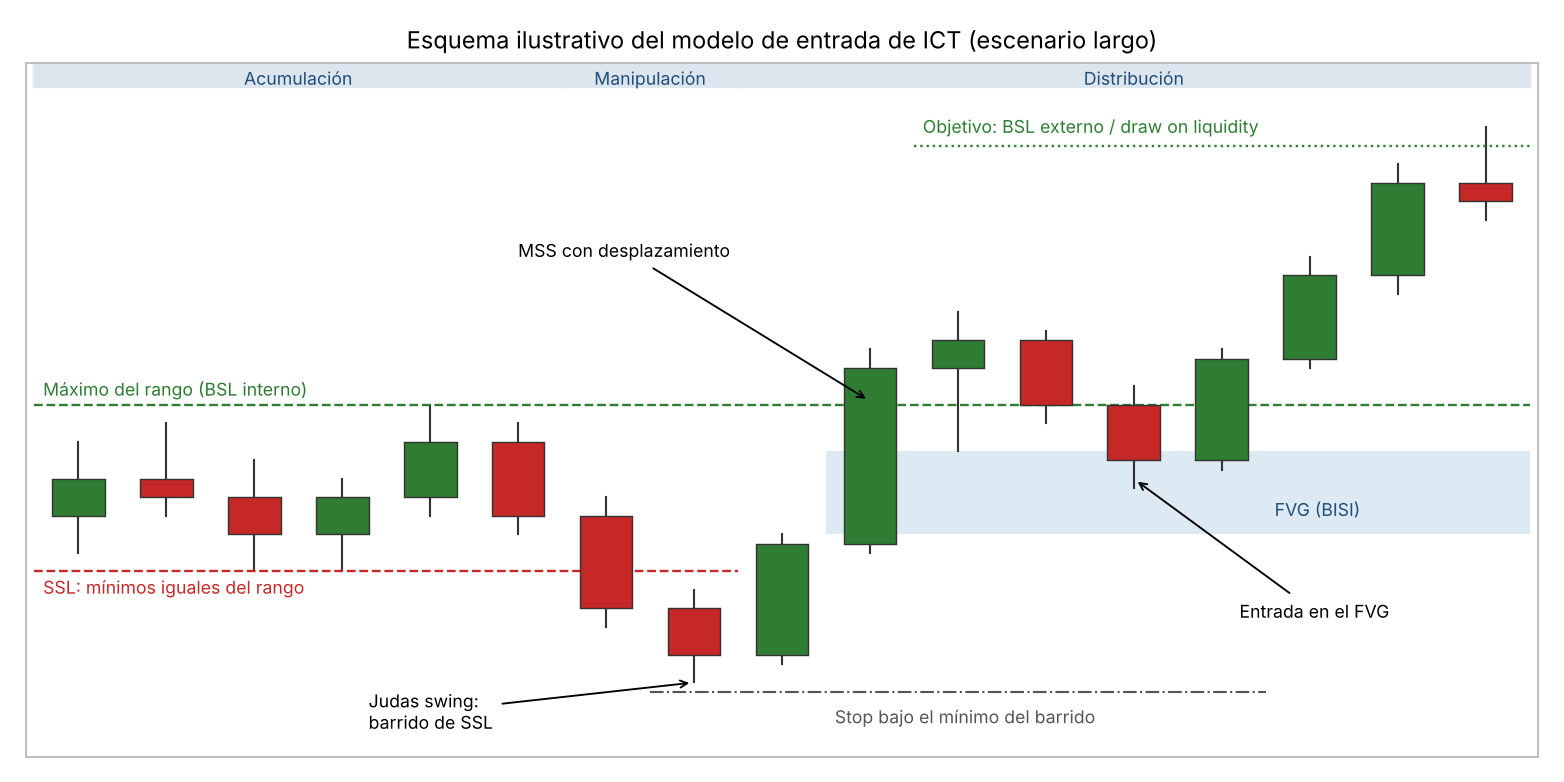 Esquema ilustrativo del modelo de entrada de ICT (escenario largo)
Acumulación
Manipulación
Distribución
Objetivo: BSL externo / draw on liquidity
MSS con desplazamiento
Máximo del rango (BSL interno)
SSL: mínimos iguales del rango
FVG (BISI)
Entrada en el FVG
Judas swing:
barrido de SSL
Stop bajo el mínimo del barrido